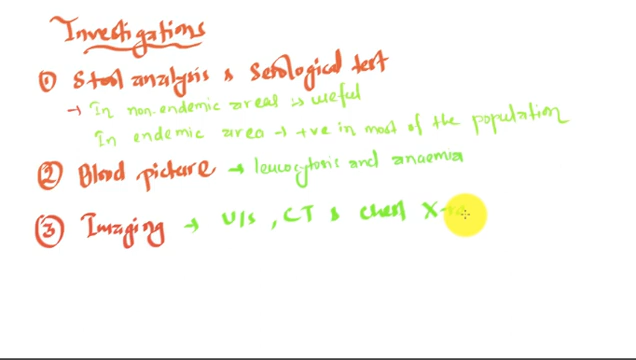 Investigations
① Stool analysis & Serological test
→ In non-endemic areas is useful
In endemic area → +ve in most of the population
② Blood picture → leucocytosis and anaemia
③ Imaging → U/S, CT & chest X-ra